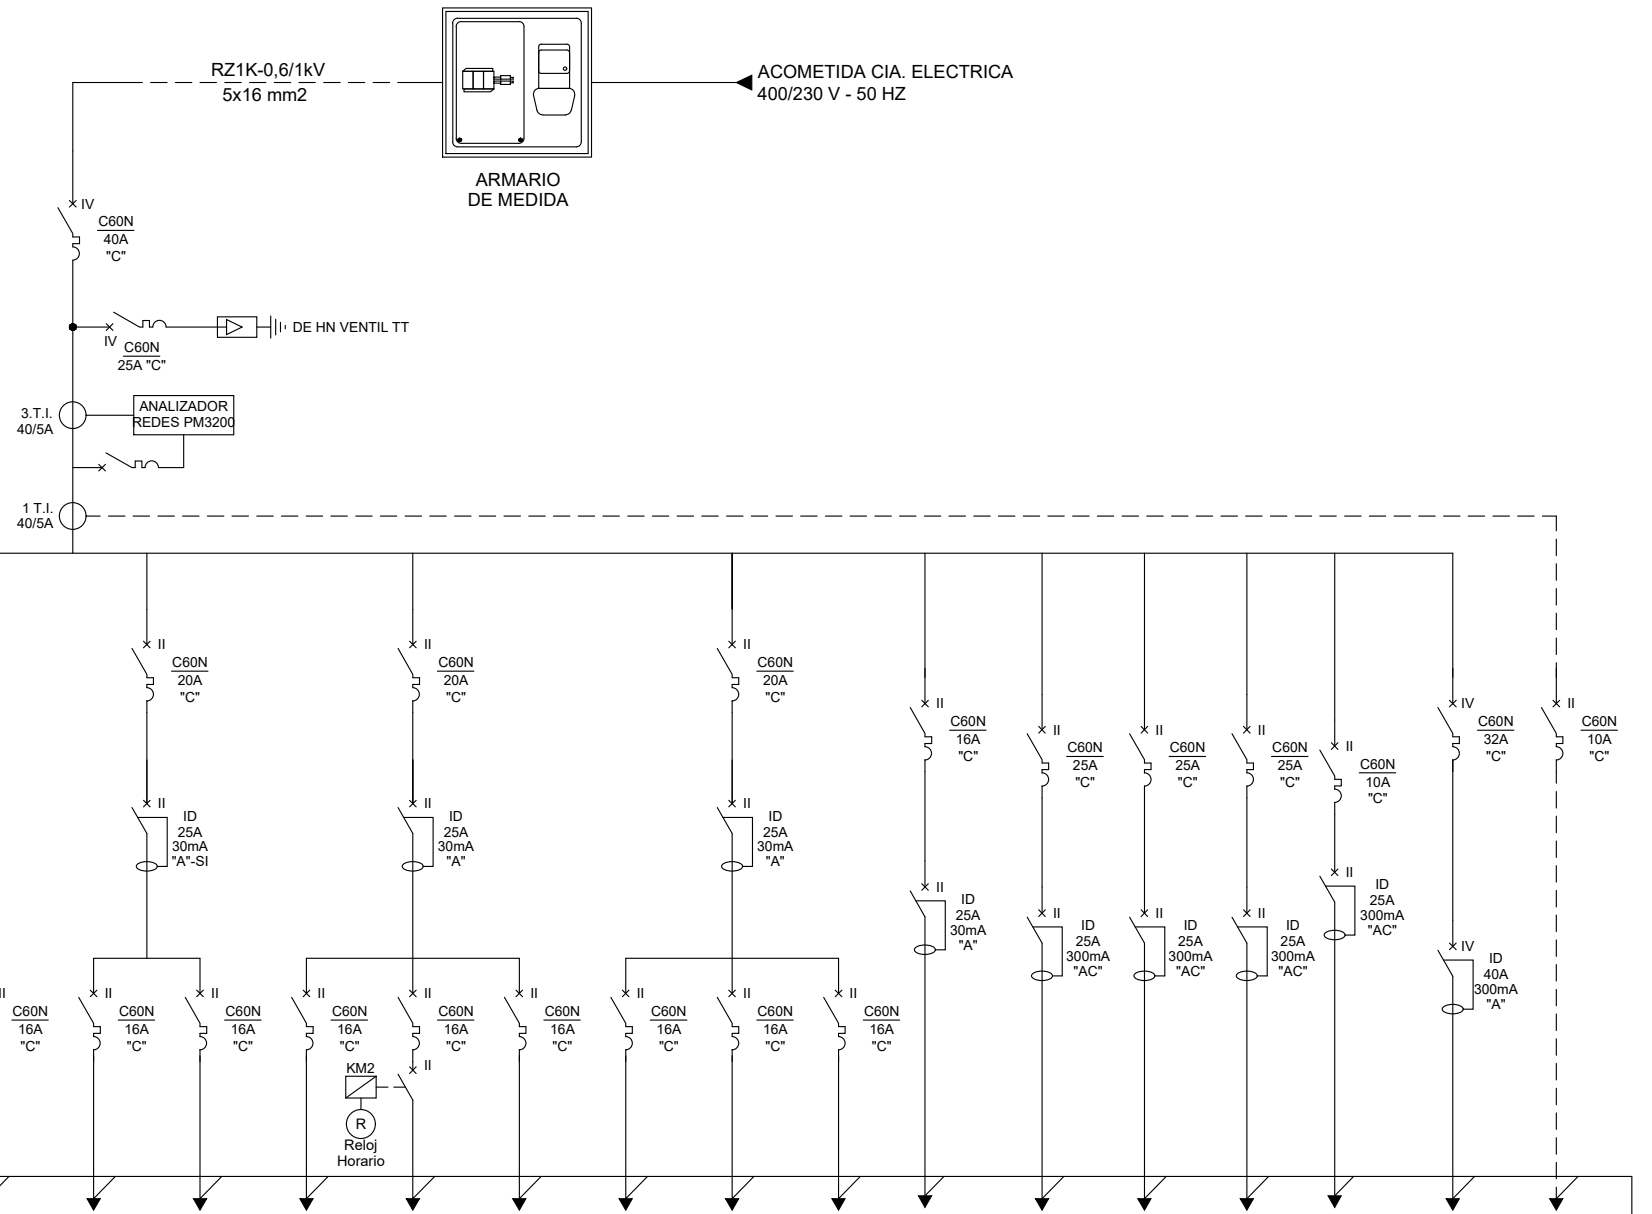 RZ1K-0,6/1kV
5x16 mm2
ACOMETIDA CIA. ELECTRICA
400/230 V - 50 HZ
ARMARIO
DE MEDIDA
IV
C60N
40A
"C"
IV
C60N
25A "C"
DE HN VENTIL TT
3.T.I.
40/5A
ANALIZADOR
REDES PM3200
1 T.I.
40/5A
II
C60N
20A
"C"
II
C60N
20A
"C"
II
C60N
20A
"C"
II
C60N
16A
"C"
II
C60N
25A
"C"
II
C60N
25A
"C"
II
C60N
25A
"C"
II
C60N
10A
"C"
IV
C60N
32A
"C"
II
C60N
10A
"C"
II
ID
25A
30mA
"A"-SI
II
ID
25A
30mA
"A"
II
ID
25A
30mA
"A"
II
ID
25A
30mA
"A"
II
ID
25A
300mA
"AC"
II
ID
25A
300mA
"AC"
II
ID
25A
300mA
"AC"
II
ID
25A
300mA
"AC"
IV
ID
40A
300mA
"A"
II
C60N
16A
"C"
II
C60N
16A
"C"
II
C60N
16A
"C"
II
C60N
16A
"C"
II
C60N
16A
"C"
II
C60N
16A
"C"
II
C60N
16A
"C"
II
C60N
16A
"C"
II
C60N
16A
"C"
II
KM2
R
Reloj
Horario